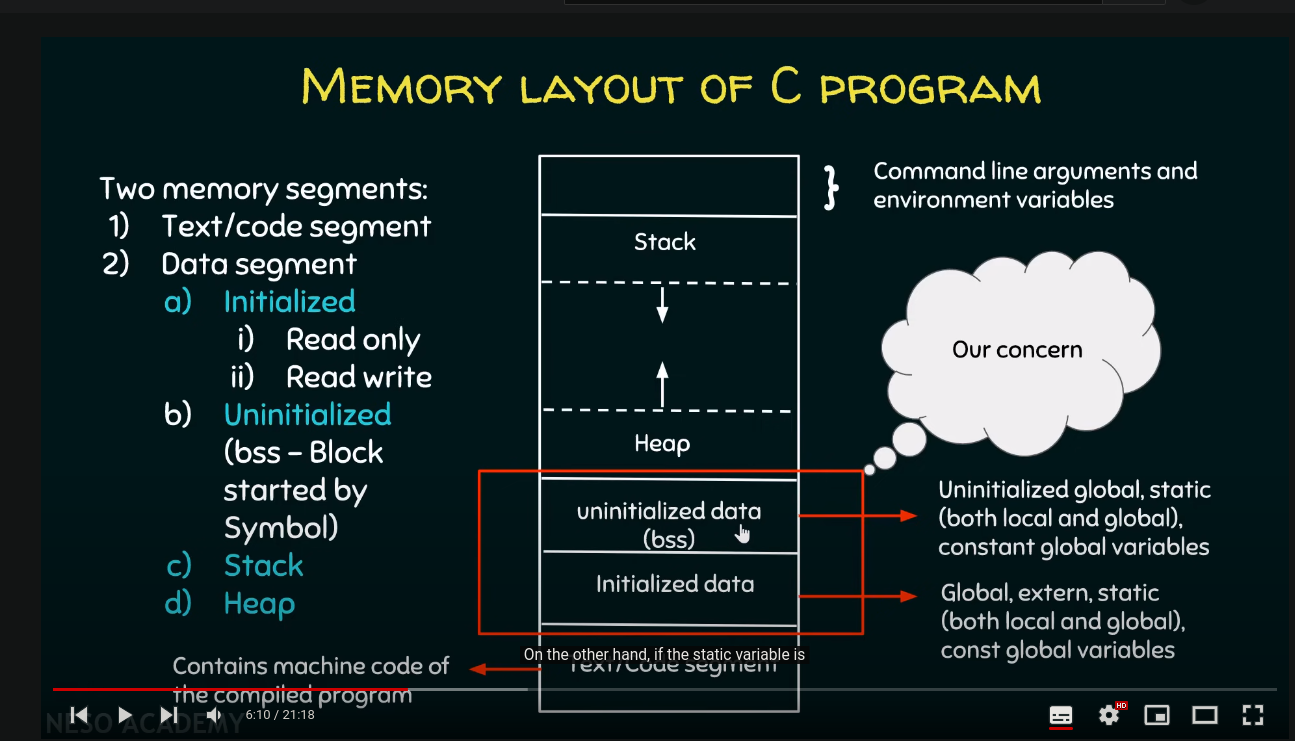 MEMORY LAYOUT OF C PROGRAM
Two memory segments:
1) Text/code segment
2) Data segment
a) Initialized
i) Read only
ii) Read write
b) Uninitialized
(bss – Block
started by
Symbol)
c) Stack
d) Heap
Contains machine code of
the compiled program
Stack
Heap
uninitialized data
(bss)
Initialized data
Text/Code segment
Command line arguments and
environment variables
Our concern
Uninitialized global, static
(both local and global),
constant global variables
Global, extern, static
(both local and global),
const global variables
On the other hand, if the static variable is
NESO ACADEMY
6:10 / 21:18
HD